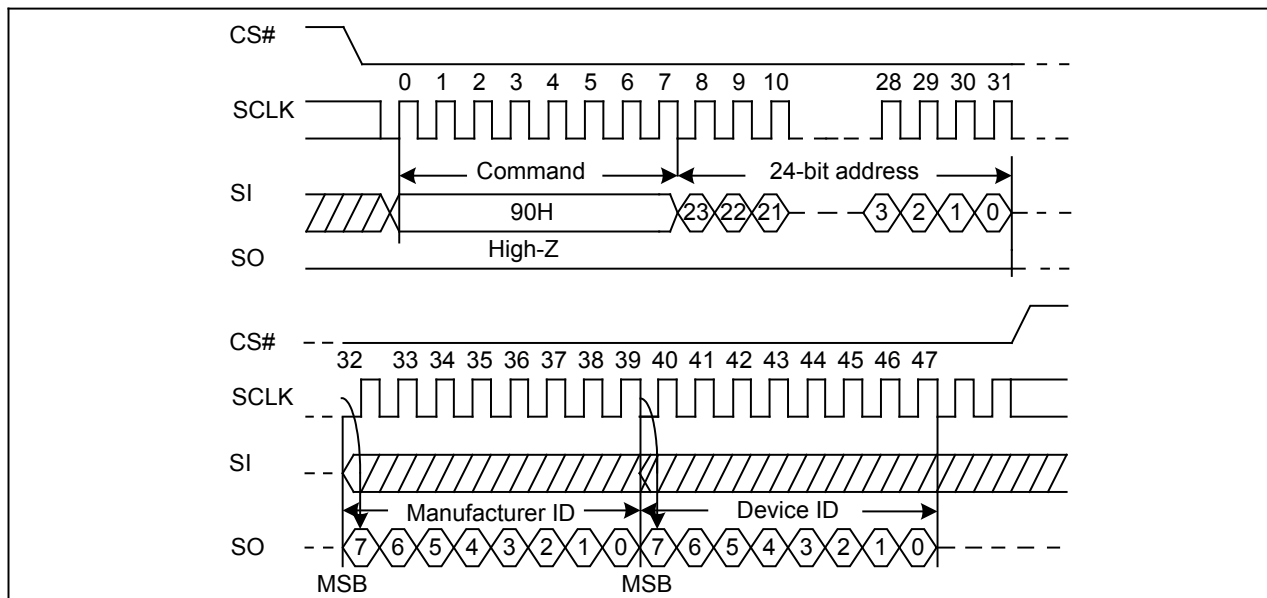 CS#
0 1 2 3 4 5 6 7 8 9 10 28 29 30 31
SCLK
Command 24-bit address
SI
90H 23 22 21 3 2 1 0
High-Z
SO
CS#
32 33 34 35 36 37 38 39 40 41 42 43 44 45 46 47
SCLK
SI
Manufacturer ID Device ID
SO 7 6 5 4 3 2 1 0 7 6 5 4 3 2 1 0
MSB MSB